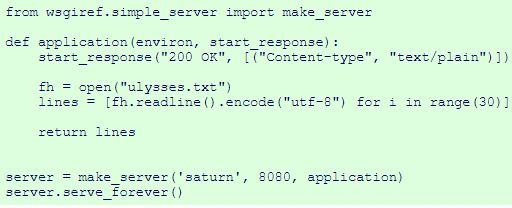 from wsgiref.simple_server import make_server

def application(environ, start_response):
    start_response("200 OK", [("Content-type", "text/plain")])

    fh = open("ulysses.txt")
    lines = [fh.readline().encode("utf-8") for i in range(30)]

    return lines


server = make_server('saturn', 8080, application)
server.serve_forever()